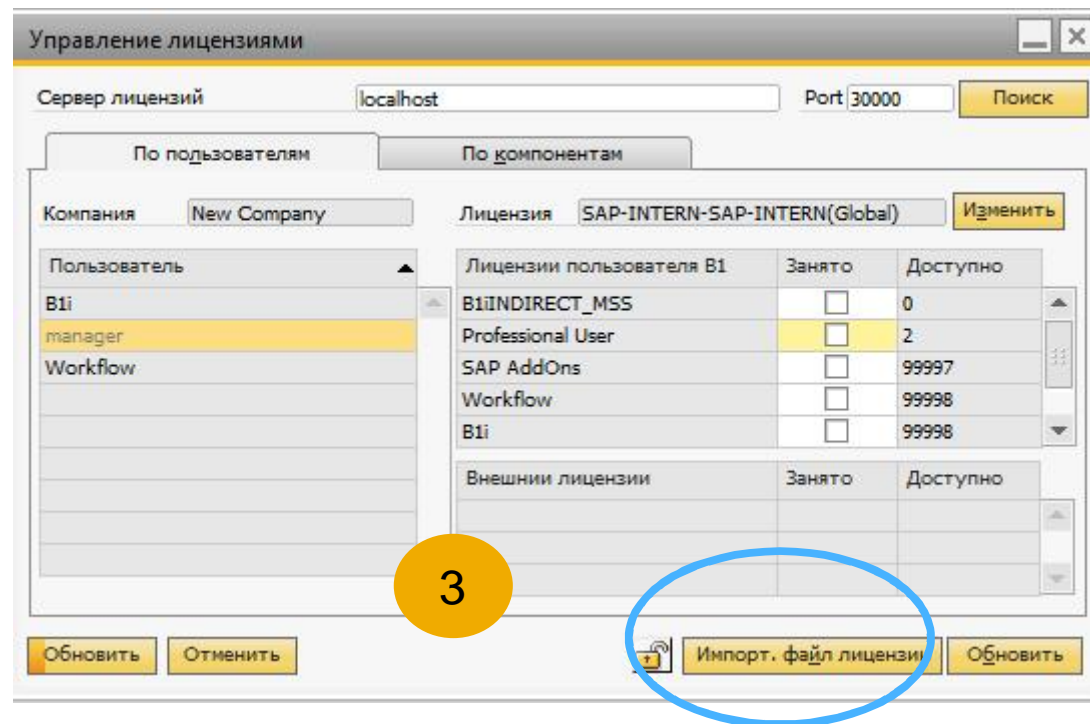 Управление лицензиями
Сервер лицензий localhost Port 30000 Поиск
По пользователям По компонентам
Компания New Company Лицензия SAP-INTERN-SAP-INTERN(Global) Изменить
Пользователь Лицензии пользователя B1 Занято Доступно
B1i B1iINDIRECT_MSS 0
manager Professional User 2
Workflow SAP AddOns 99997
Workflow 99998
B1i 99998
Внешнии лицензии Занято Доступно
3
Обновить Отменить Импорт. файл лицензии Обновить